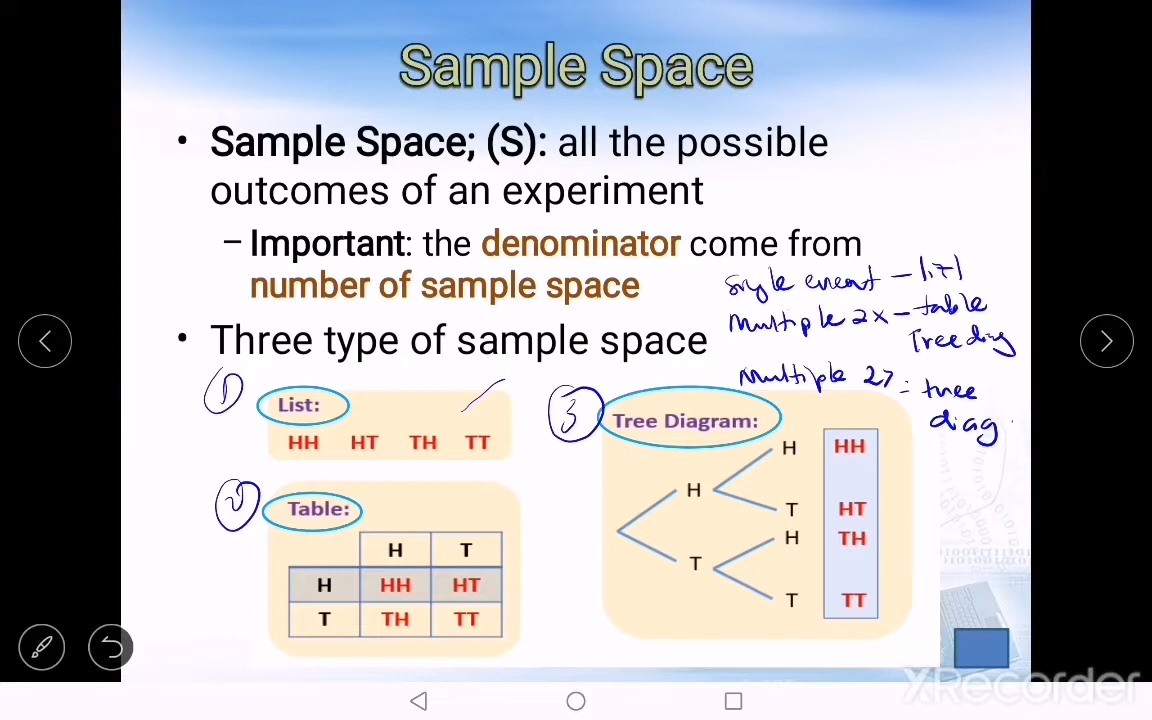 Sample Space
• Sample Space; (S): all the possible
outcomes of an experiment
– Important: the denominator come from
number of sample space
single event – list
Multiple 2x – table
Tree diag
• Three type of sample space
Multiple 27 = tree
diag
1
List:
HH HT TH TT
2
Table:
H T
H HH HT
T TH TT
3
Tree Diagram:
H HH
H
T HT
H TH
T
T TT
XRecorder